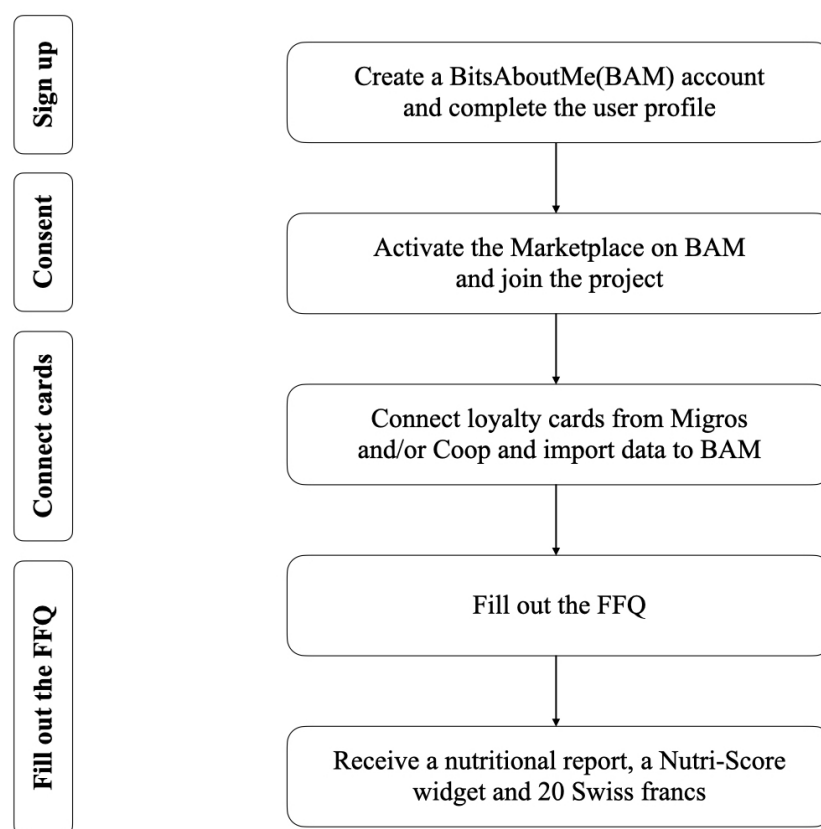 Sign up
Create a BitsAboutMe(BAM) account
and complete the user profile
Consent
Activate the Marketplace on BAM
and join the project
Connect cards
Connect loyalty cards from Migros
and/or Coop and import data to BAM
Fill out the FFQ
Fill out the FFQ
Receive a nutritional report, a Nutri-Score
widget and 20 Swiss francs